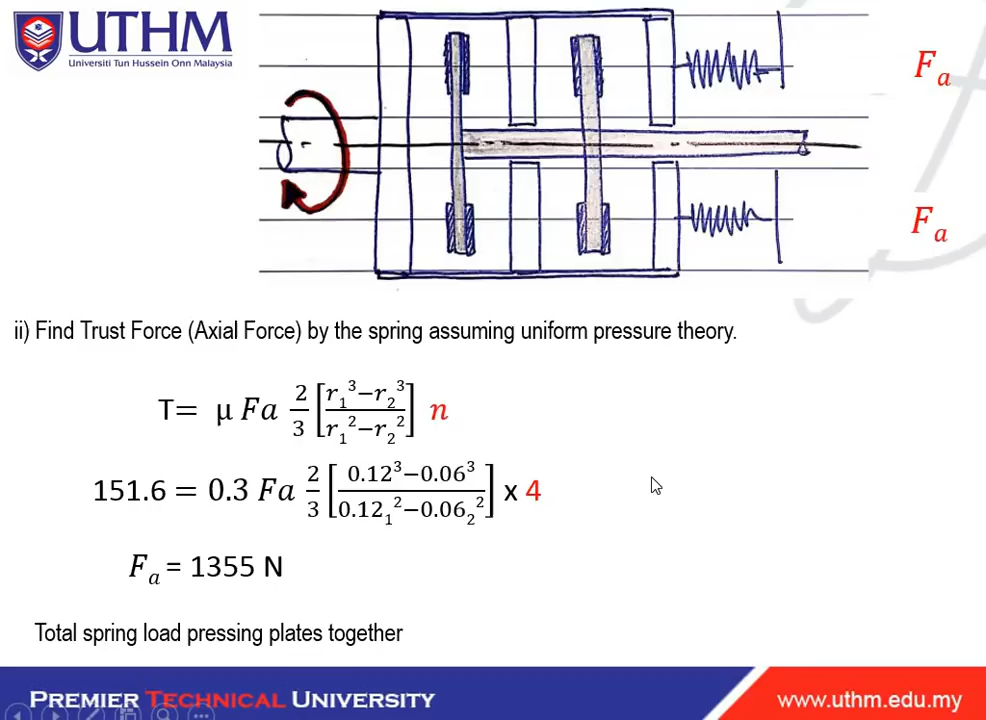 UTHM
Universiti Tun Hussein Onn Malaysia
Fₐ
Fₐ
ii) Find Trust Force (Axial Force) by the spring assuming uniform pressure theory.
T= μ Fa 2/3 [(r₁³−r₂³)/(r₁²−r₂²)] n
151.6 = 0.3 Fa 2/3 [(0.12³−0.06³)/(0.12₁²−0.06₂²)] x 4
Fₐ = 1355 N
Total spring load pressing plates together
PREMIER TECHNICAL UNIVERSITY
www.uthm.edu.my